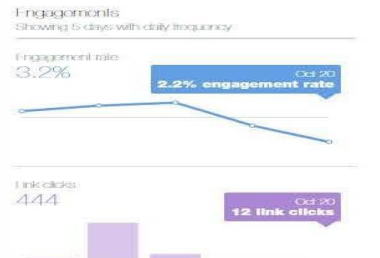 Engagements
Showing 5 days with daily frequency
Engagement rate
3.2%
Oct 20
2.2% engagement rate
Link clicks
444
Oct 20
12 link clicks